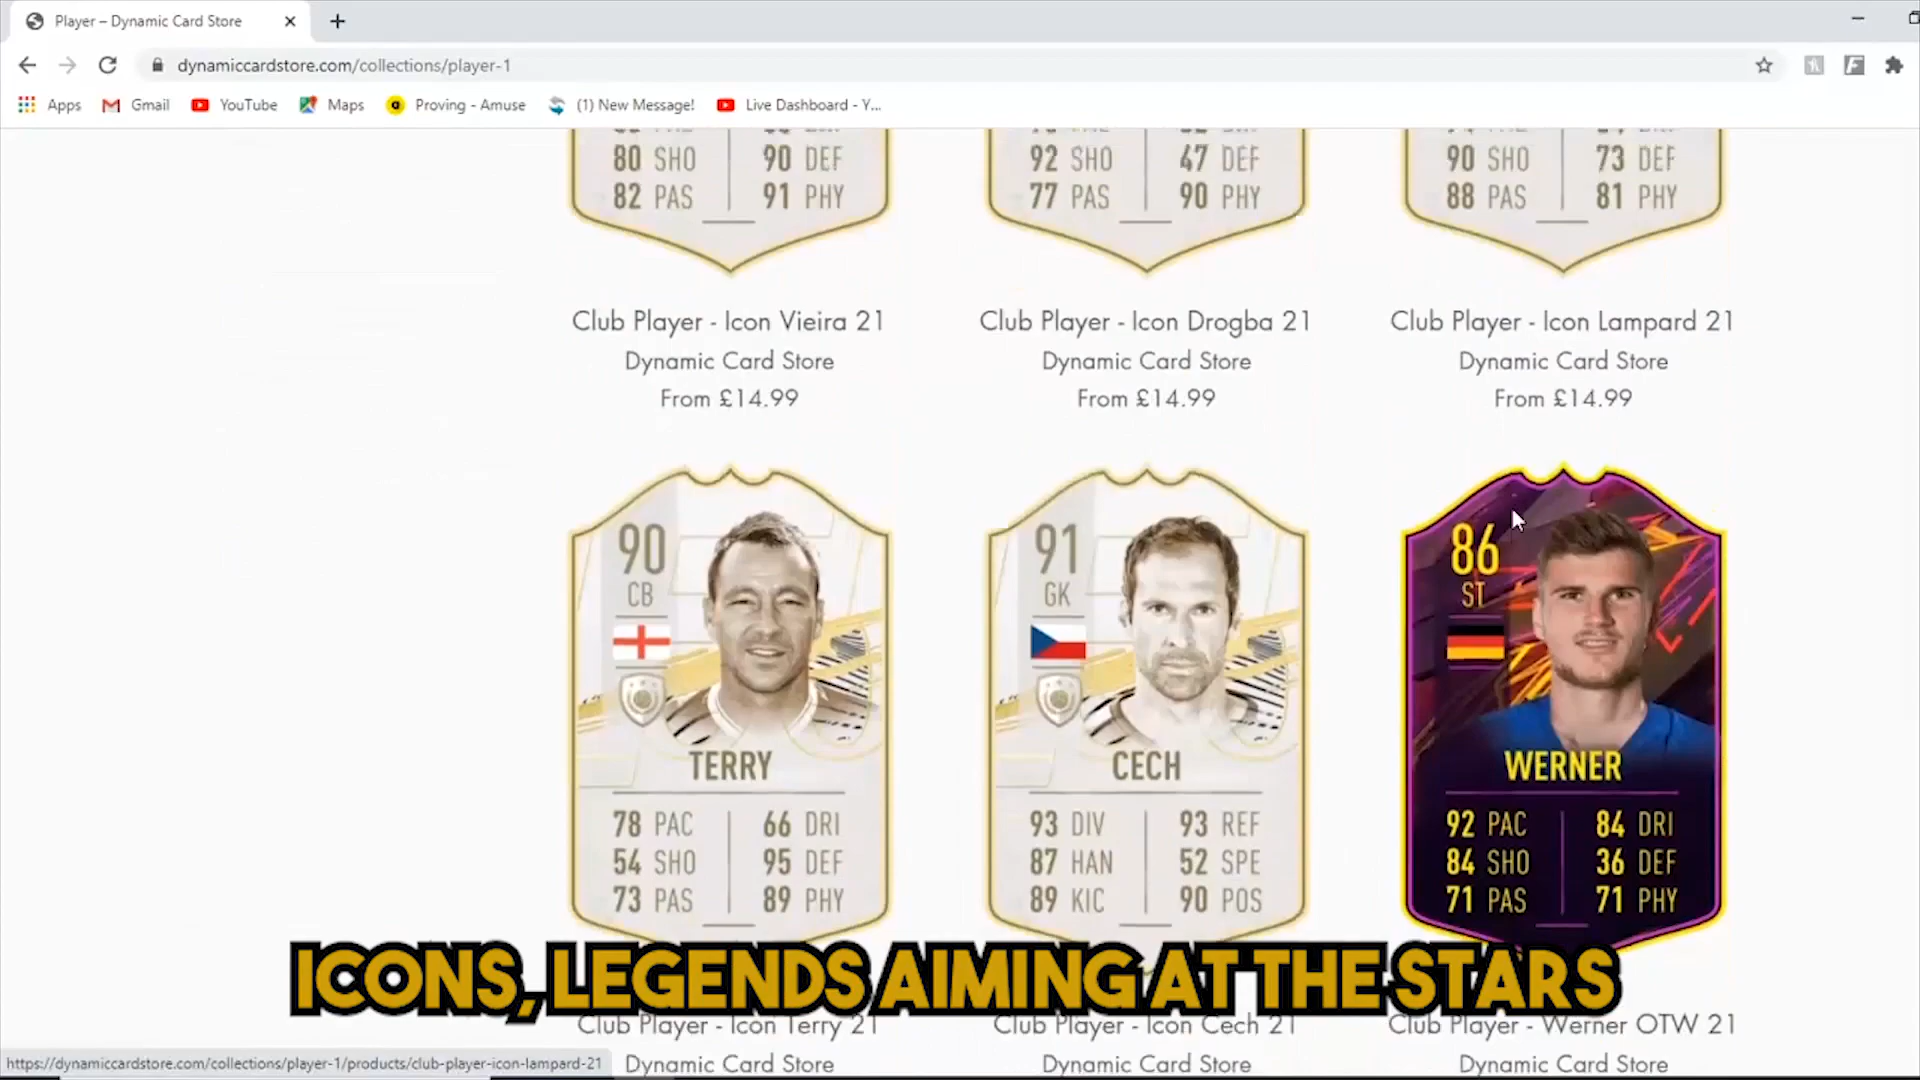 Player – Dynamic Card Store
dynamiccardstore.com/collections/player-1
Apps Gmail YouTube Maps Proving - Amuse (1) New Message! Live Dashboard - Y...
80 SHO 90 DEF
82 PAS 91 PHY
92 SHO 47 DEF
77 PAS 90 PHY
90 SHO 73 DEF
88 PAS 81 PHY
Club Player - Icon Vieira 21
Dynamic Card Store
From £14.99
Club Player - Icon Drogba 21
Dynamic Card Store
From £14.99
Club Player - Icon Lampard 21
Dynamic Card Store
From £14.99
90
CB
TERRY
78 PAC 66 DRI
54 SHO 95 DEF
73 PAS 89 PHY
91
GK
CECH
93 DIV 93 REF
87 HAN 52 SPE
89 KIC 90 POS
86
ST
WERNER
92 PAC 84 DRI
84 SHO 36 DEF
71 PAS 71 PHY
ICONS, LEGENDS AIMING AT THE STARS
Club Player - Icon Terry 21
Dynamic Card Store
Club Player - Icon Cech 21
Dynamic Card Store
Club Player - Werner OTW 21
Dynamic Card Store
https://dynamiccardstore.com/collections/player-1/products/club-player-icon-lampard-21